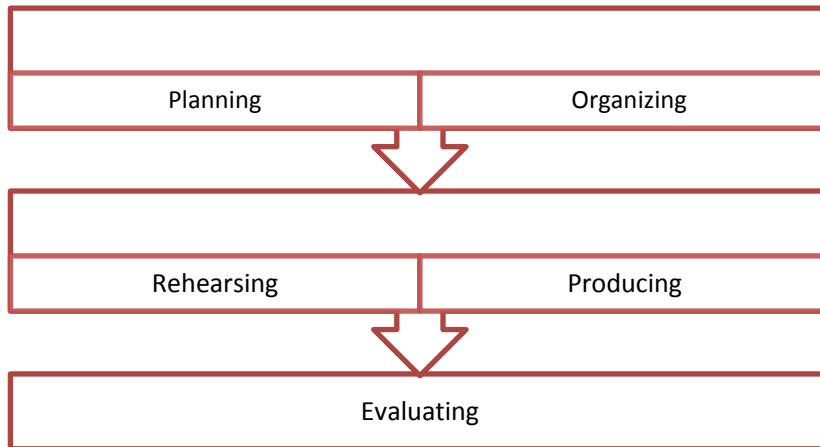 Planning
Organizing
Rehearsing
Producing
Evaluating